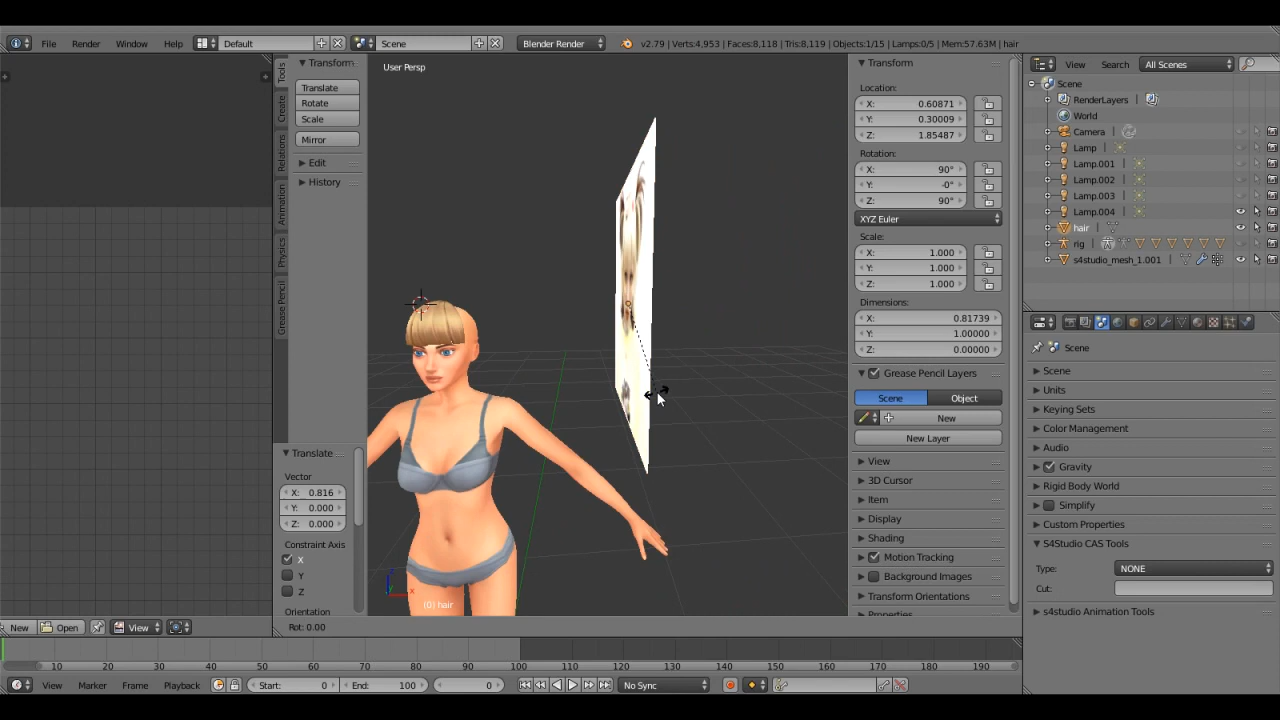 File Render Window Help Default Scene Blender Render v2.79 | Verts:4,953 | Faces:8,118 | Tris:8,119 | Objects:1/15 | Lamps:0/5 | Mem:57.63M | hair
Tools
Create
Relations
Animation
Physics
Grease Pencil
Transform
Translate
Rotate
Scale
Mirror
Edit
History
Translate
Vector
X: 0.816
Y: 0.000
Z: 0.000
Constraint Axis
X
Y
Z
Orientation
User Persp
(0) hair
Rot: 0.00
Transform
Location:
X: 0.60871
Y: 0.30009
Z: 1.85487
Rotation:
X: 90°
Y: -0°
Z: 90°
XYZ Euler
Scale:
X: 1.000
Y: 1.000
Z: 1.000
Dimensions:
X: 0.81739
Y: 1.00000
Z: 0.00000
Grease Pencil Layers
Scene Object
New
New Layer
View
3D Cursor
Item
Display
Shading
Motion Tracking
Background Images
Transform Orientations
Properties
View Search All Scenes
Scene
RenderLayers
World
Camera
Lamp
Lamp.001
Lamp.002
Lamp.003
Lamp.004
hair
rig
s4studio_mesh_1.001
Scene
Scene
Units
Keying Sets
Color Management
Audio
Gravity
Rigid Body World
Simplify
Custom Properties
S4Studio CAS Tools
Type: NONE
Cut:
s4studio Animation Tools
New Open View
10 20 30 40 50 60 70 80 90 100 110 120 130 140 150 160 170 180 190
View Marker Frame Playback Start: 0 End: 100 0 No Sync